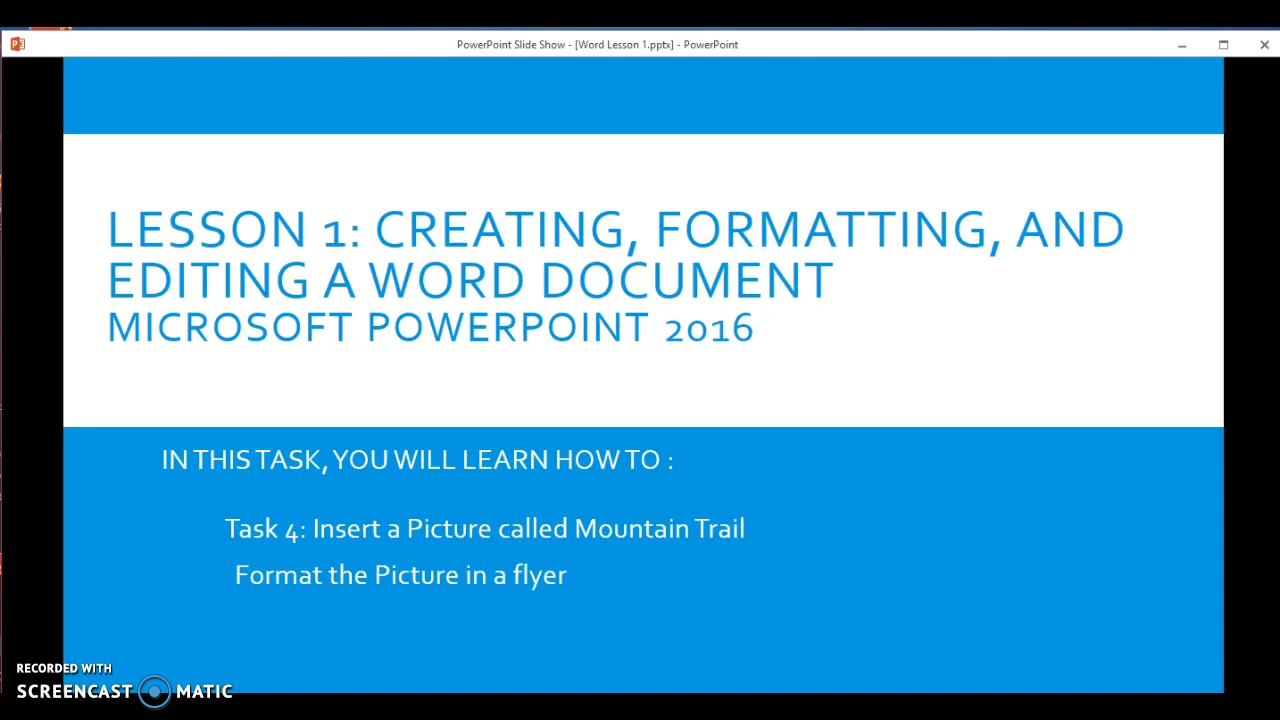 PowerPoint Slide Show - [Word Lesson 1.pptx] - PowerPoint
LESSON 1: CREATING, FORMATTING, AND
EDITING A WORD DOCUMENT
MICROSOFT POWERPOINT 2016
IN THIS TASK, YOU WILL LEARN HOW TO :
Task 4: Insert a Picture called Mountain Trail
Format the Picture in a flyer
RECORDED WITH
SCREENCAST MATIC